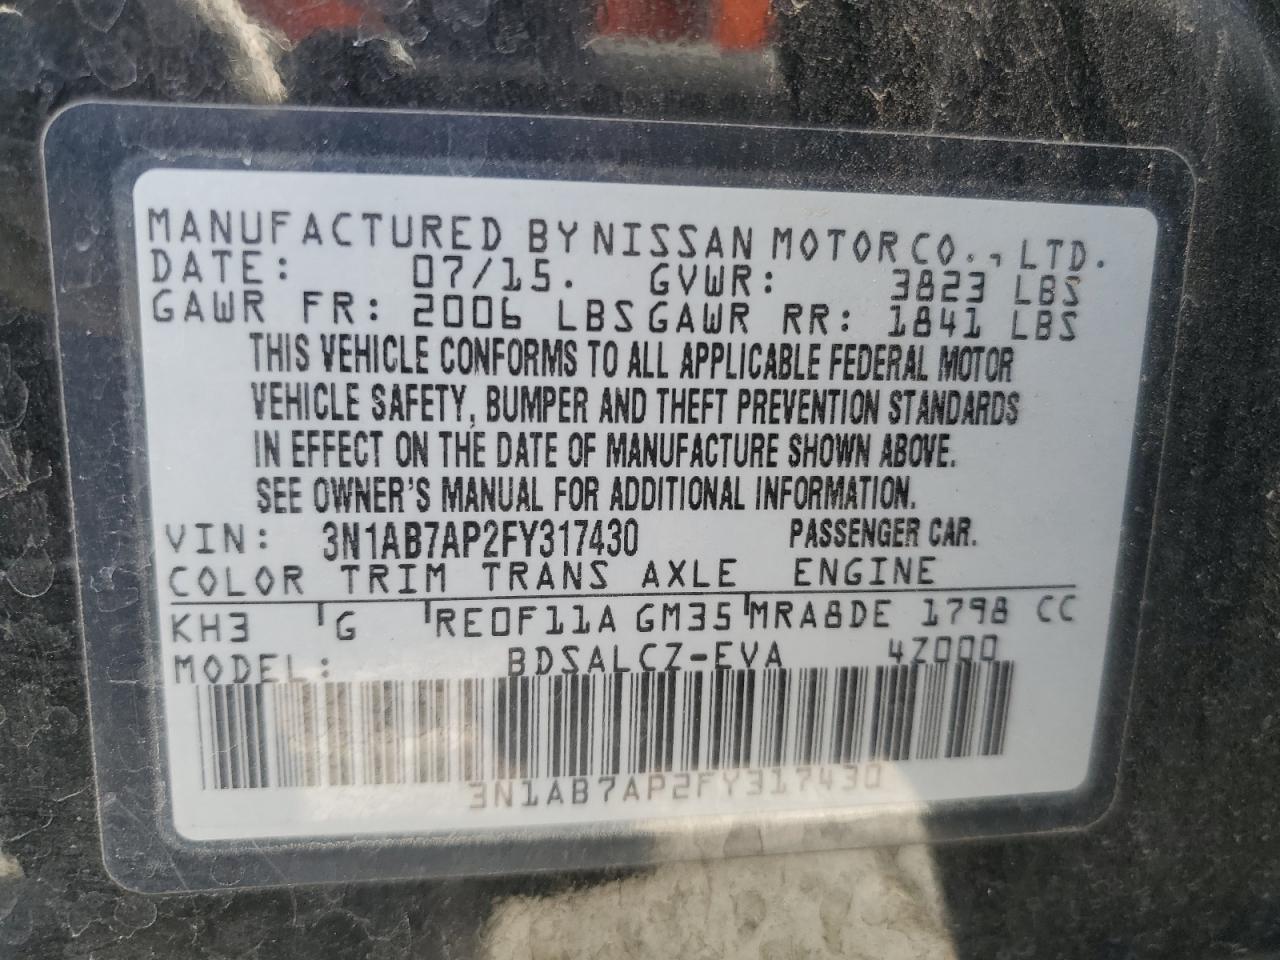 MANUFACTURED BY NISSAN MOTOR CO., LTD.
DATE: 07/15. GVWR: 3823 LBS
GAWR FR: 2006 LBS GAWR RR: 1841 LBS
THIS VEHICLE CONFORMS TO ALL APPLICABLE FEDERAL MOTOR
VEHICLE SAFETY, BUMPER AND THEFT PREVENTION STANDARDS
IN EFFECT ON THE DATE OF MANUFACTURE SHOWN ABOVE.
SEE OWNER'S MANUAL FOR ADDITIONAL INFORMATION.
VIN: 3N1AB7AP2FY317430 PASSENGER CAR.
COLOR TRIM TRANS AXLE ENGINE
KH3 G RE0F11A GM35 MRA8DE 1798 CC
MODEL: BDSALCZ-EVA 4Z000
3N1AB7AP2FY317430